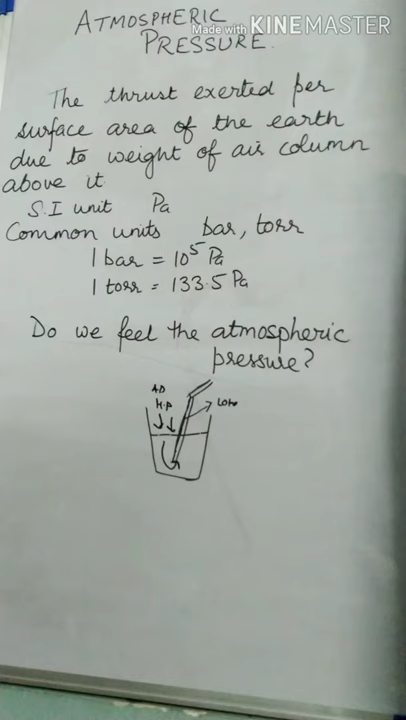 ATMOSPHERIC
Made with KINEMASTER
PRESSURE.
The thrust exerted per
surface area of the earth
due to weight of air column
above it.
S.I unit Pa
Common units bar, torr
1 bar = 10⁵ Pa
1 torr = 133.5 Pa
Do we feel the atmospheric
pressure?
H.P